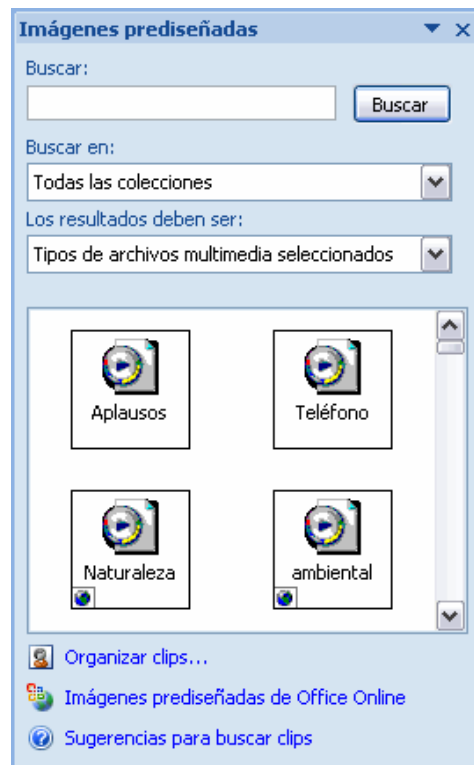 Imágenes prediseñadas
Buscar:
Buscar
Buscar en:
Todas las colecciones
Los resultados deben ser:
Tipos de archivos multimedia seleccionados
Aplausos
Teléfono
Naturaleza
ambiental
Organizar clips...
Imágenes prediseñadas de Office Online
Sugerencias para buscar clips